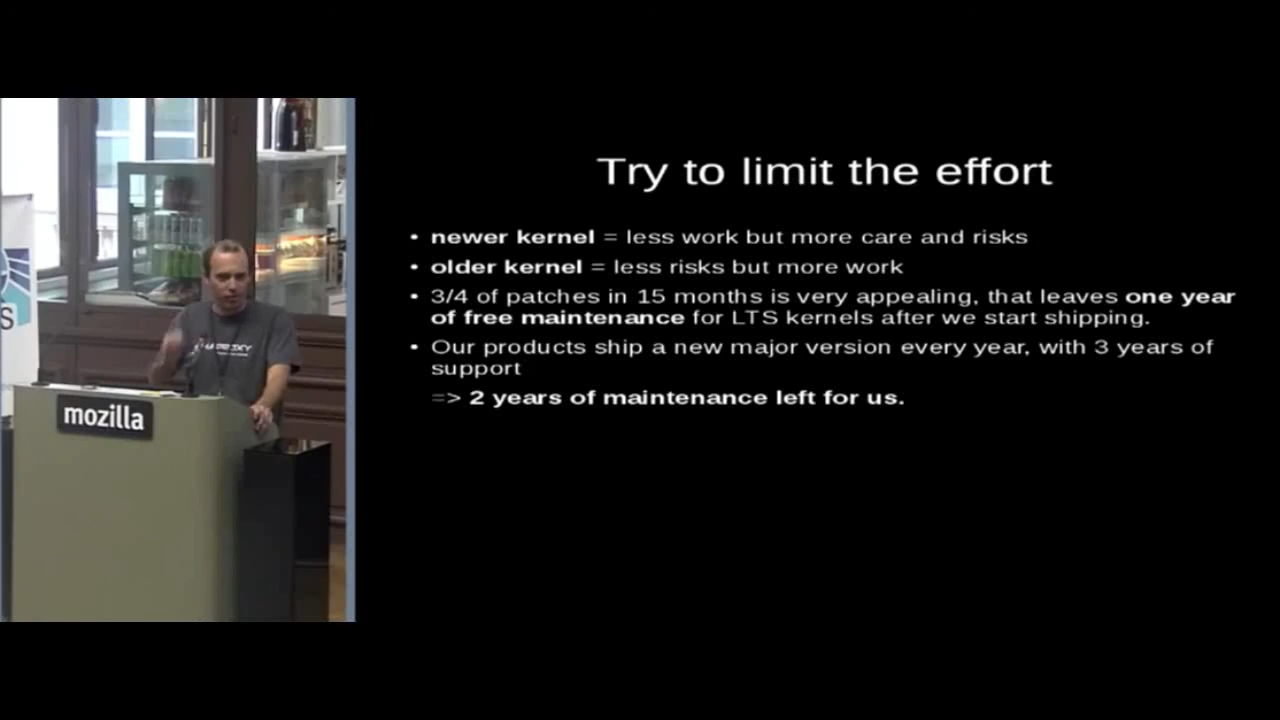 Try to limit the effort
• newer kernel = less work but more care and risks
• older kernel = less risks but more work
• 3/4 of patches in 15 months is very appealing, that leaves one year
of free maintenance for LTS kernels after we start shipping.
• Our products ship a new major version every year, with 3 years of
support
=> 2 years of maintenance left for us.
S
mozilla